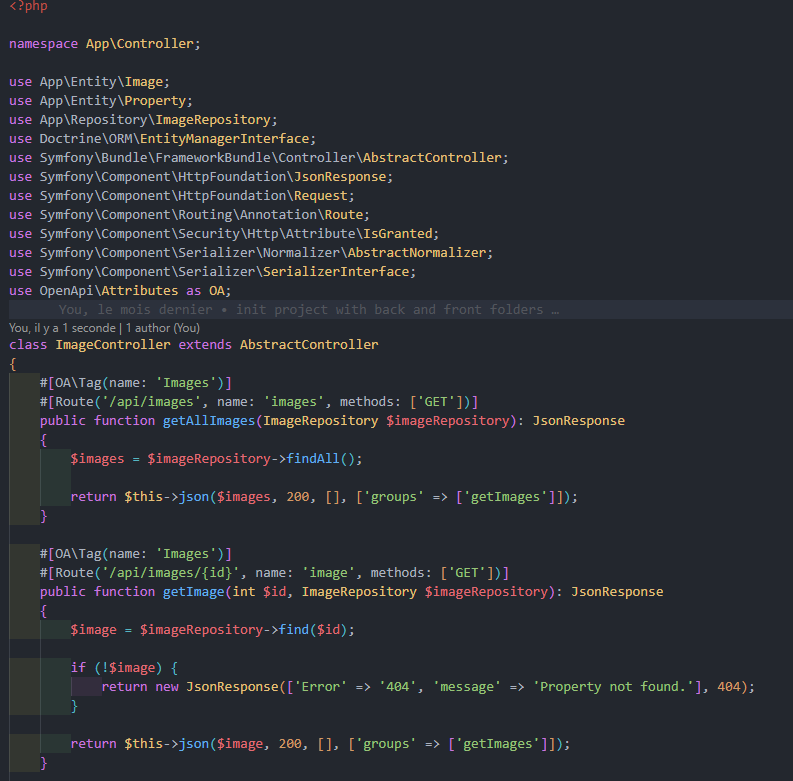 <?php
namespace App\Controller;
use App\Entity\Image;
use App\Entity\Property;
use App\Repository\ImageRepository;
use Doctrine\ORM\EntityManagerInterface;
use Symfony\Bundle\FrameworkBundle\Controller\AbstractController;
use Symfony\Component\HttpFoundation\JsonResponse;
use Symfony\Component\HttpFoundation\Request;
use Symfony\Component\Routing\Annotation\Route;
use Symfony\Component\Security\Http\Attribute\IsGranted;
use Symfony\Component\Serializer\Normalizer\AbstractNormalizer;
use Symfony\Component\Serializer\SerializerInterface;
use OpenApi\Attributes as OA;
You, le mois dernier • init project with back and front folders …
You, il y a 1 seconde | 1 author (You)
class ImageController extends AbstractController
{
#[OA\Tag(name: 'Images')]
#[Route('/api/images', name: 'images', methods: ['GET'])]
public function getAllImages(ImageRepository $imageRepository): JsonResponse
{
$images = $imageRepository->findAll();
return $this->json($images, 200, [], ['groups' => ['getImages']]);
}
#[OA\Tag(name: 'Images')]
#[Route('/api/images/{id}', name: 'image', methods: ['GET'])]
public function getImage(int $id, ImageRepository $imageRepository): JsonResponse
{
$image = $imageRepository->find($id);
if (!$image) {
return new JsonResponse(['Error' => '404', 'message' => 'Property not found.'], 404);
}
return $this->json($image, 200, [], ['groups' => ['getImages']]);
}